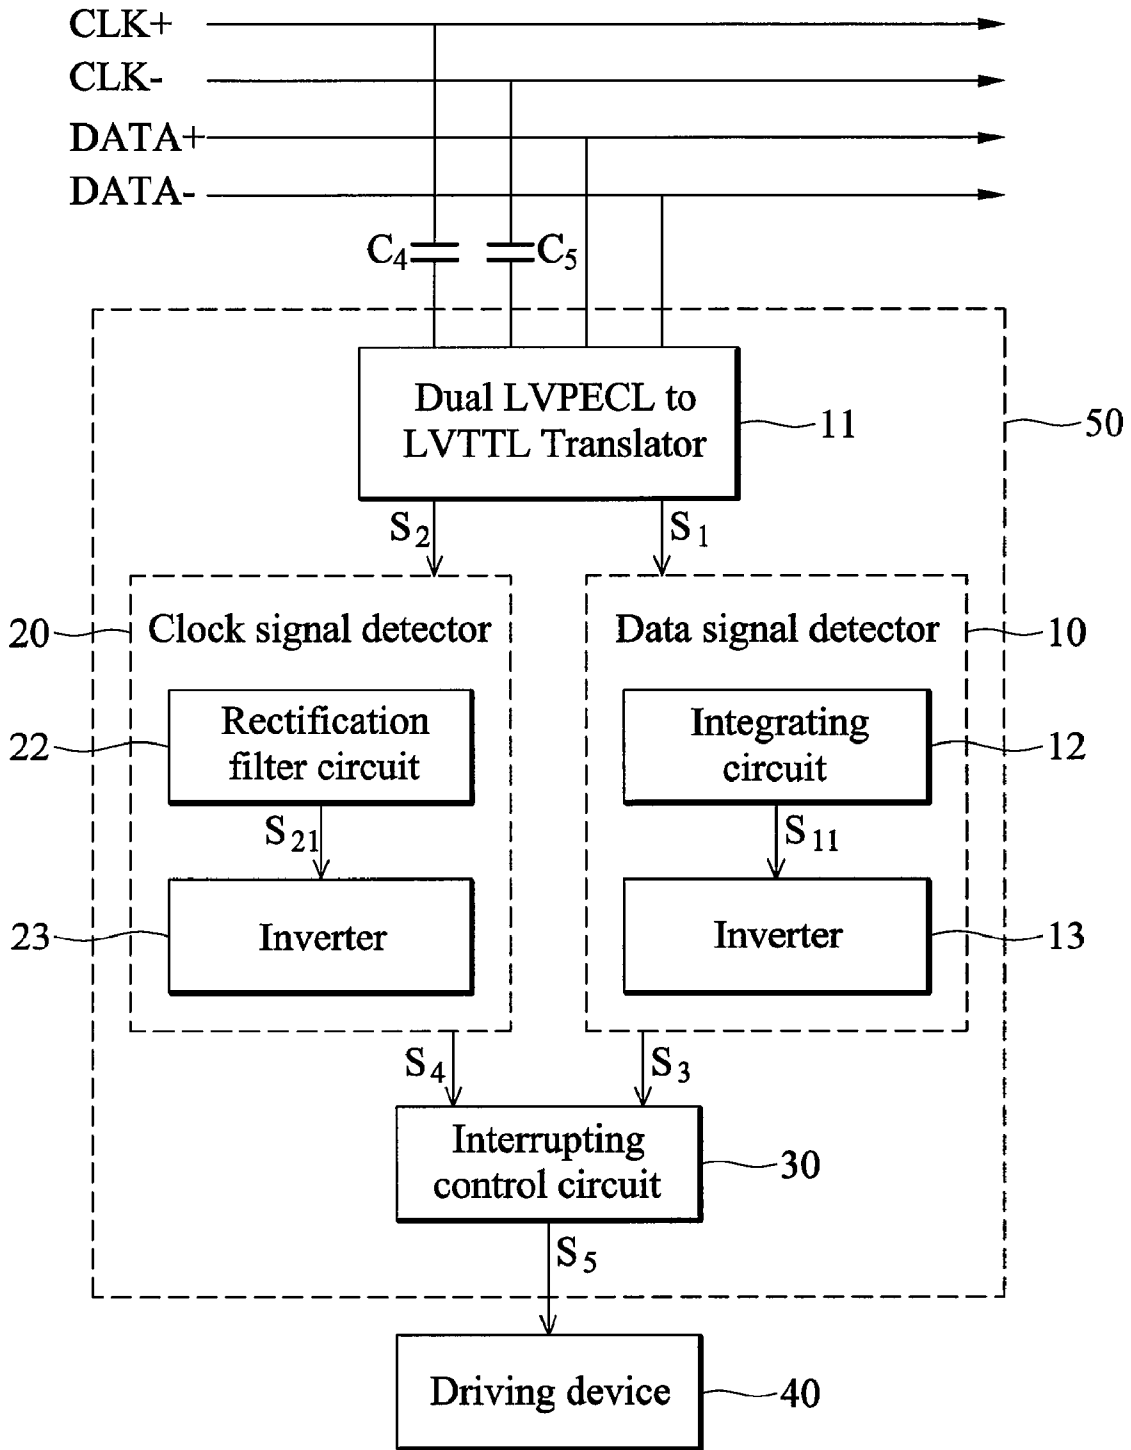 CLK+
CLK-
DATA+
DATA-
C4
C5
Dual LVPECL to
LVTTL Translator
11
50
S2
S1
20
Clock signal detector
Data signal detector
10
22
Rectification
filter circuit
Integrating
circuit
12
S21
S11
23
Inverter
Inverter
13
S4
S3
Interrupting
control circuit
30
S5
Driving device
40